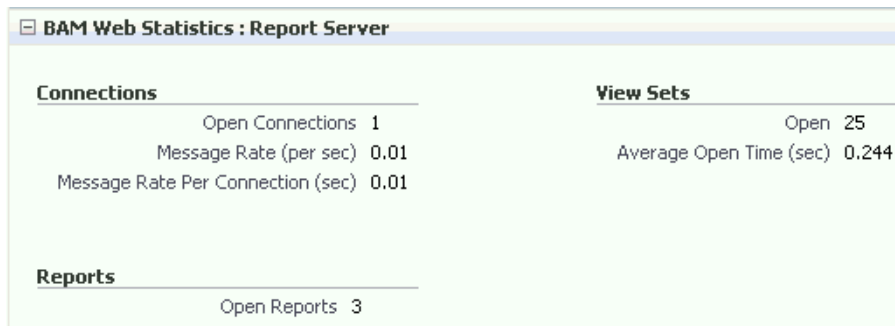 BAM Web Statistics : Report Server
Connections
Open Connections 1
Message Rate (per sec) 0.01
Message Rate Per Connection (sec) 0.01
View Sets
Open 25
Average Open Time (sec) 0.244
Reports
Open Reports 3